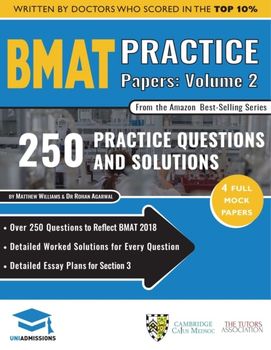 WRITTEN BY DOCTORS WHO SCORED IN THE TOP 10%
BMAT PRACTICE
Papers: Volume 2
From the Amazon Best-Selling Series
250 PRACTICE QUESTIONS
AND SOLUTIONS
BY MATTHEW WILLIAMS & DR ROHAN AGARWAL
4 FULL
MOCK
PAPERS
• Over 250 Questions to Reflect BMAT 2018
• Detailed Worked Solutions for Every Question
• Detailed Essay Plans for Section 3
UNIADMISSIONS
CAMBRIDGE
CAIUS MEDSOC
THE TUTORS'
ASSOCIATION